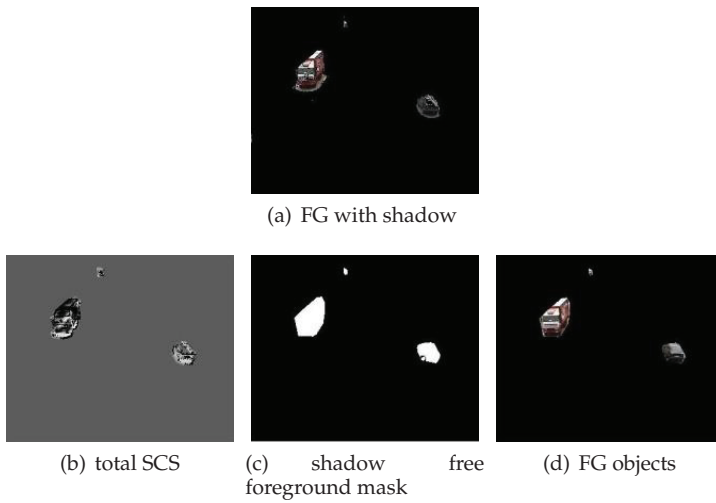 (a) FG with shadow
(b) total SCS
(c) shadow free
foreground mask
(d) FG objects